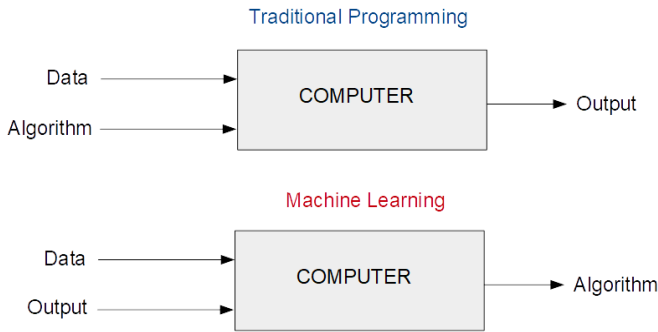 Traditional Programming
Data
COMPUTER
Output
Algorithm
Machine Learning
Data
COMPUTER
Algorithm
Output